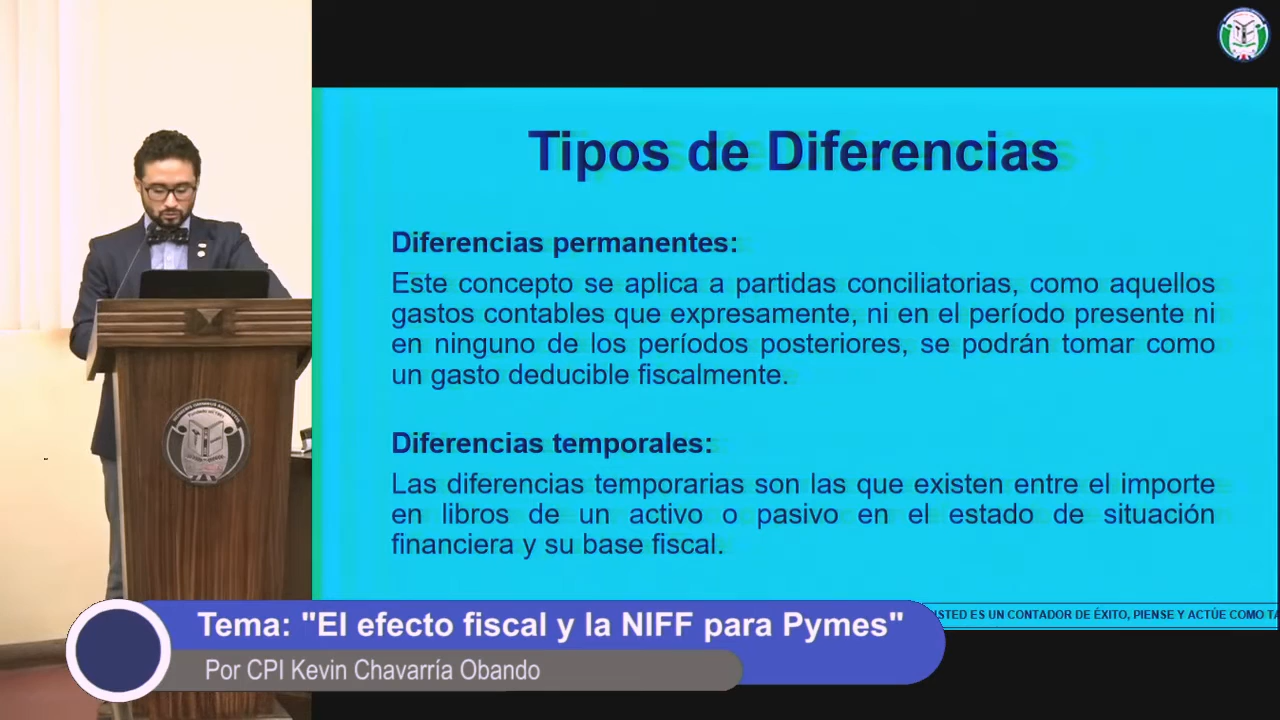 Tipos de Diferencias
Diferencias permanentes:
Este concepto se aplica a partidas conciliatorias, como aquellos
gastos contables que expresamente, ni en el período presente ni
en ninguno de los períodos posteriores, se podrán tomar como
un gasto deducible fiscalmente.
Diferencias temporales:
Las diferencias temporarias son las que existen entre el importe
en libros de un activo o pasivo en el estado de situación
financiera y su base fiscal.
USTED ES UN CONTADOR DE ÉXITO, PIENSE Y ACTÚE COMO TA
Tema: "El efecto fiscal y la NIFF para Pymes"
Por CPI Kevin Chavarría Obando